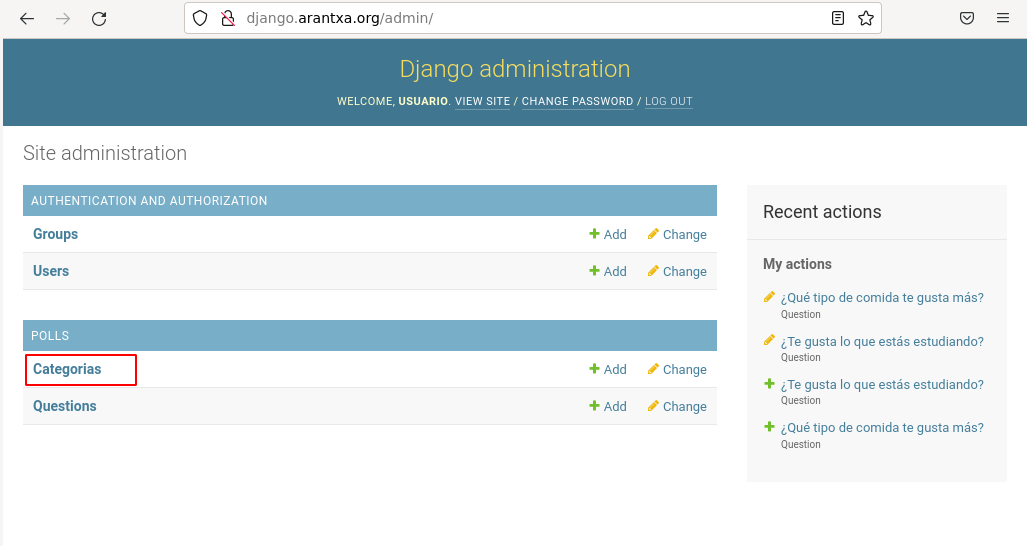 django.arantxa.org/admin/
Django administration
WELCOME, USUARIO. VIEW SITE / CHANGE PASSWORD / LOG OUT
Site administration
AUTHENTICATION AND AUTHORIZATION
Groups Add Change
Users Add Change
POLLS
Categorias Add Change
Questions Add Change
Recent actions
My actions
¿Qué tipo de comida te gusta más?
Question
¿Te gusta lo que estás estudiando?
Question
¿Te gusta lo que estás estudiando?
Question
¿Qué tipo de comida te gusta más?
Question